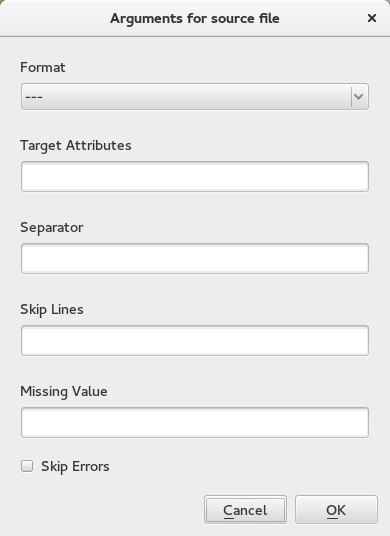 Arguments for source file ×
Format
---
Target Attributes
Separator
Skip Lines
Missing Value
Skip Errors
Cancel OK